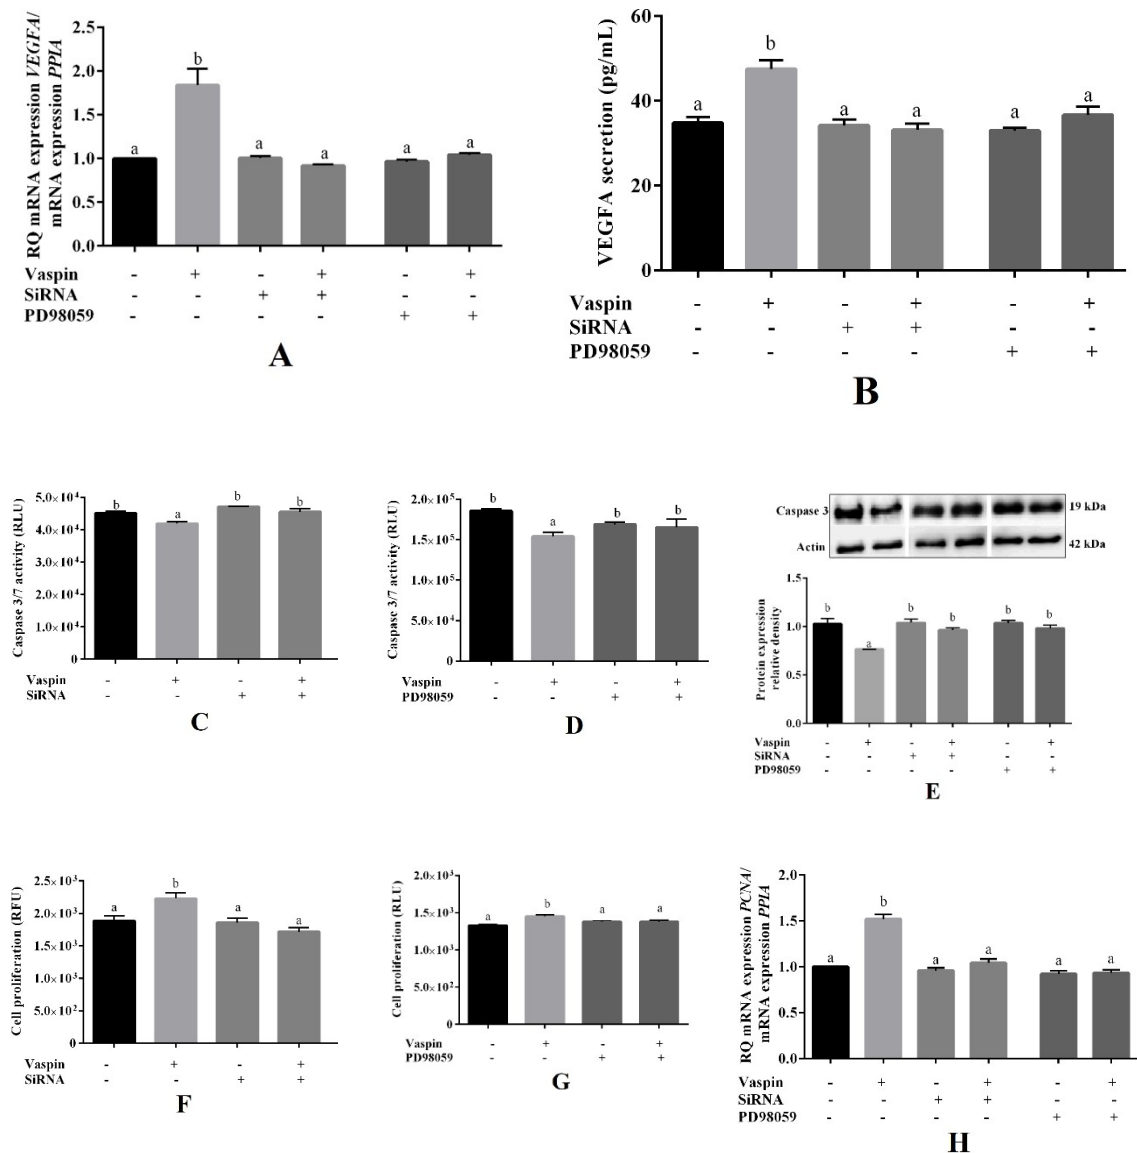 RQ mRNA expression VEGFA/
mRNA expression PPIA
2.5
2.0
1.5
1.0
0.5
0.0
a b a a a a
Vaspin - + - + - +
SiRNA - - + + - -
PD98059 - - - - + +
A
VEGFA secretion (pg/mL)
60
40
20
0
a b a a a a
Vaspin - + - + - +
SiRNA - - + + - -
PD98059 - - - - + +
B
Caspase 3/7 activity (RLU)
5.0×10⁴
4.0×10⁴
3.0×10⁴
2.0×10⁴
1.0×10⁴
0
b a b b
Vaspin - + - +
SiRNA - - + +
C
Caspase 3/7 activity (RLU)
2.0×10⁵
1.5×10⁵
1.0×10⁵
5.0×10⁴
0
b a b b
Vaspin - + - +
PD98059 - - + +
D
Caspase 3 19 kDa
Actin 42 kDa
Protein expression
relative density
1.5
1.0
0.5
0.0
b a b b b b
Vaspin - + - + - +
SiRNA - - + + - -
PD98059 - - - - + +
E
Cell proliferation (RFU)
2.5×10³
2.0×10³
1.5×10³
1.0×10³
5.0×10²
0
a b a a
Vaspin - + - +
SiRNA - - + +
F
Cell proliferation (RLU)
2.0×10³
1.5×10³
1.0×10³
5.0×10²
0
a b a a
Vaspin - + - +
PD98059 - - + +
G
RQ mRNA expression PCNA/
mRNA expression PPIA
2.0
1.5
1.0
0.5
0.0
a b a a a a
Vaspin - + - + - +
SiRNA - - + + - -
PD98059 - - - - + +
H